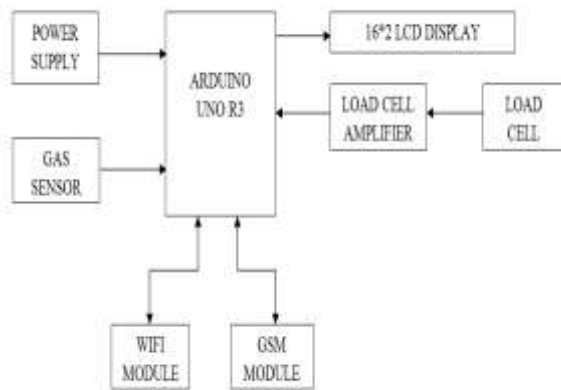 POWER
SUPPLY
ARDUINO
UNO R3
16*2 LCD DISPLAY
LOAD CELL
AMPLIFIER
LOAD
CELL
GAS
SENSOR
WIFI
MODULE
GSM
MODULE